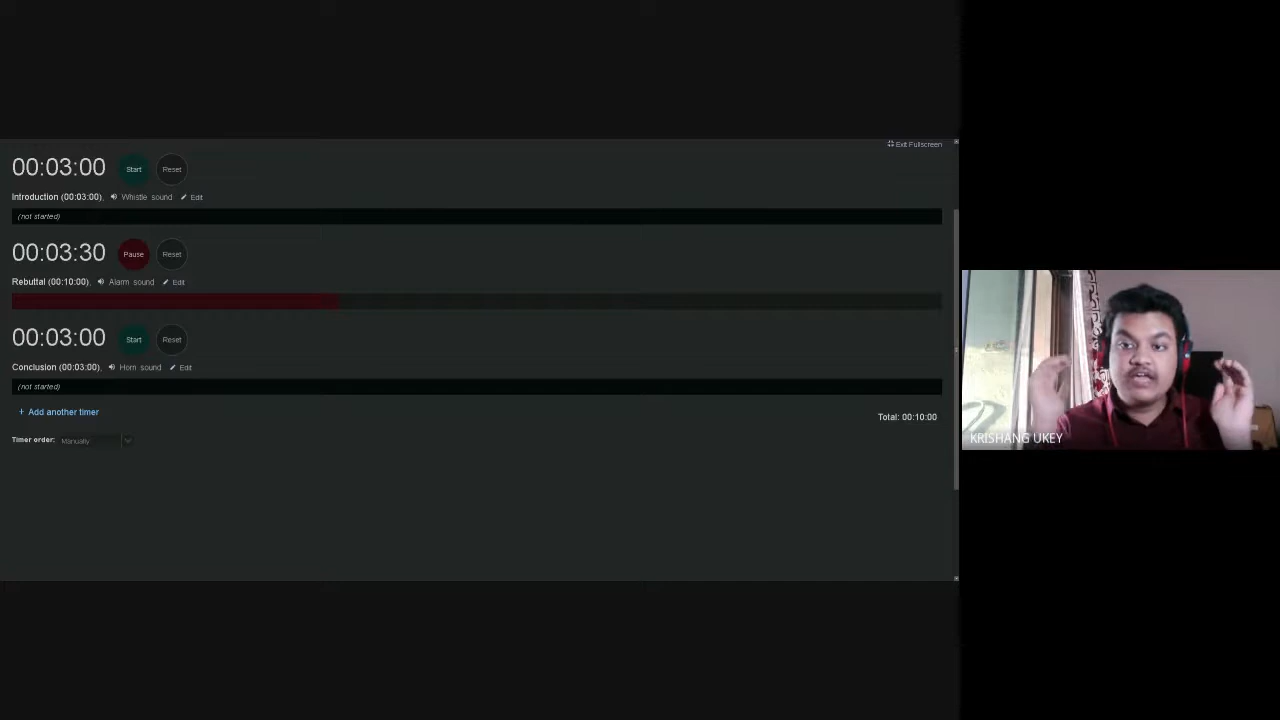 Exit Fullscreen
00:03:00 Start Reset
Introduction (00:03:00), Whistle sound Edit
(not started)
00:03:30 Pause Reset
Rebuttal (00:10:00), Alarm sound Edit
00:03:00 Start Reset
Conclusion (00:03:00), Horn sound Edit
(not started)
+ Add another timer
Total: 00:10:00
Timer order: Manually
KRISHANG UKEY